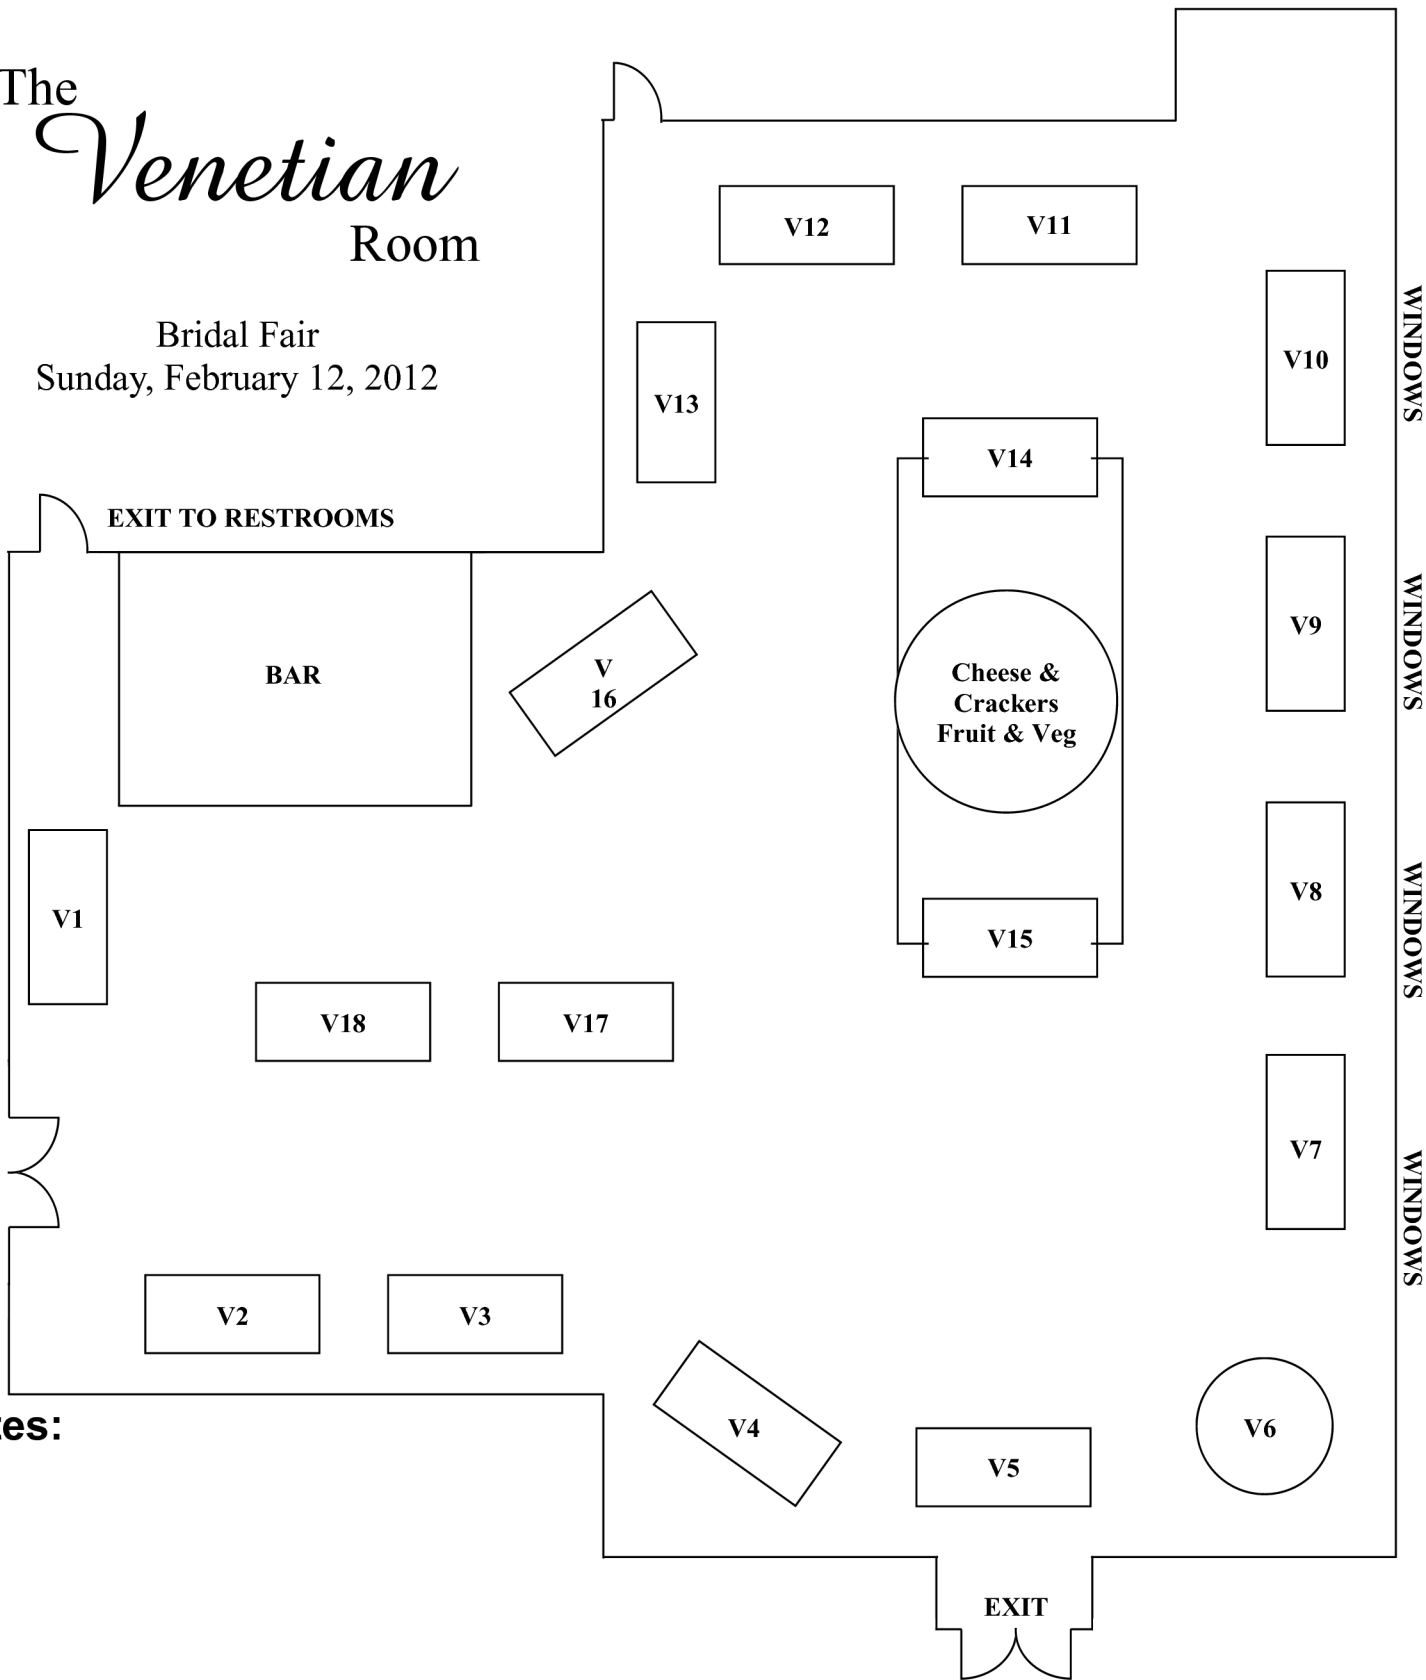 The
Venetian
Room
Bridal Fair
Sunday, February 12, 2012
V12
V11
V10
WINDOWS
V13
V14
EXIT TO RESTROOMS
V9
WINDOWS
BAR
V
16
Cheese &
Crackers
Fruit & Veg
V8
WINDOWS
V1
V15
V18
V17
V7
WINDOWS
V2
V3
tes:
V4
V5
V6
EXIT